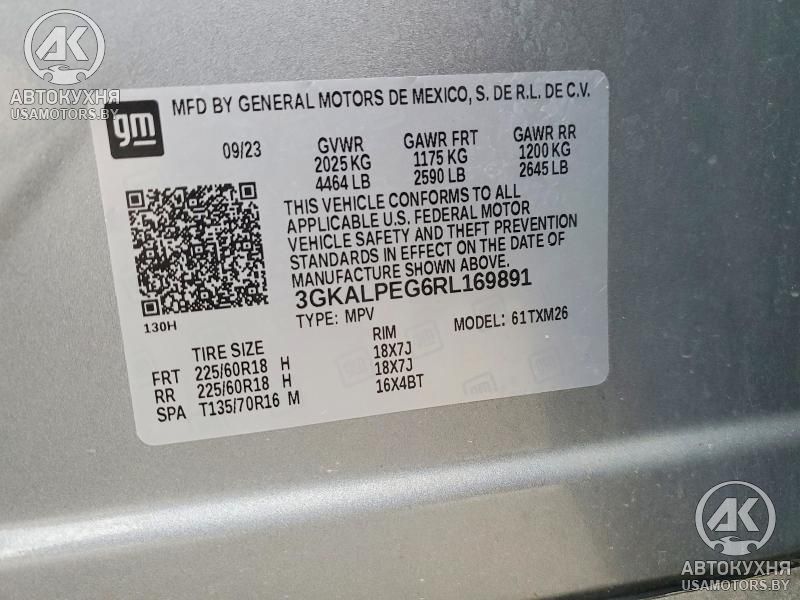 АК
АВТОКУХНЯ
USAMOTORS.BY
gm
MFD BY GENERAL MOTORS DE MEXICO, S. DE R.L. DE C.V.
09/23 GVWR GAWR FRT GAWR RR
2025 KG 1175 KG 1200 KG
4464 LB 2590 LB 2645 LB
THIS VEHICLE CONFORMS TO ALL
APPLICABLE U.S. FEDERAL MOTOR
VEHICLE SAFETY AND THEFT PREVENTION
STANDARDS IN EFFECT ON THE DATE OF
MANUFACTURE SHOWN ABOVE.
3GKALPEG6RL169891
130H
TYPE: MPV MODEL: 61TXM26
TIRE SIZE RIM
FRT 225/60R18 H 18X7J
RR 225/60R18 H 18X7J
SPA T135/70R16 M 16X4BT
АК
АВТОКУХНЯ
USAMOTORS.BY